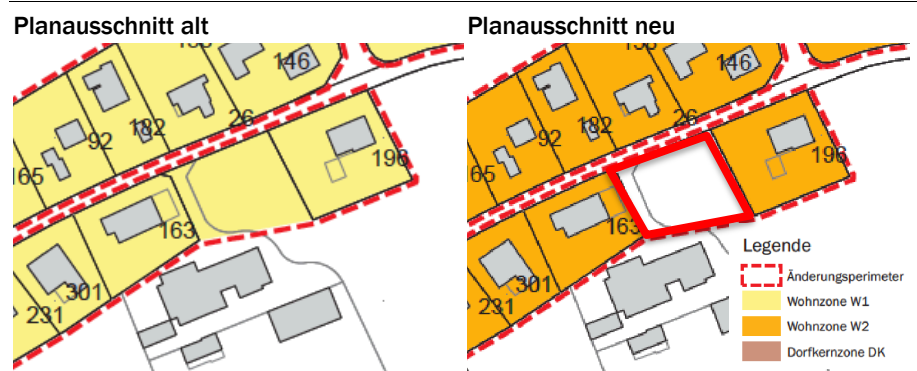 Planausschnitt alt
146
182
92
26
165
196
163
301
231
Planausschnitt neu
146
182
92
26
65
196
163
301
231
Legende
Änderungsperimeter
Wohnzone W1
Wohnzone W2
Dorfkernzone DK